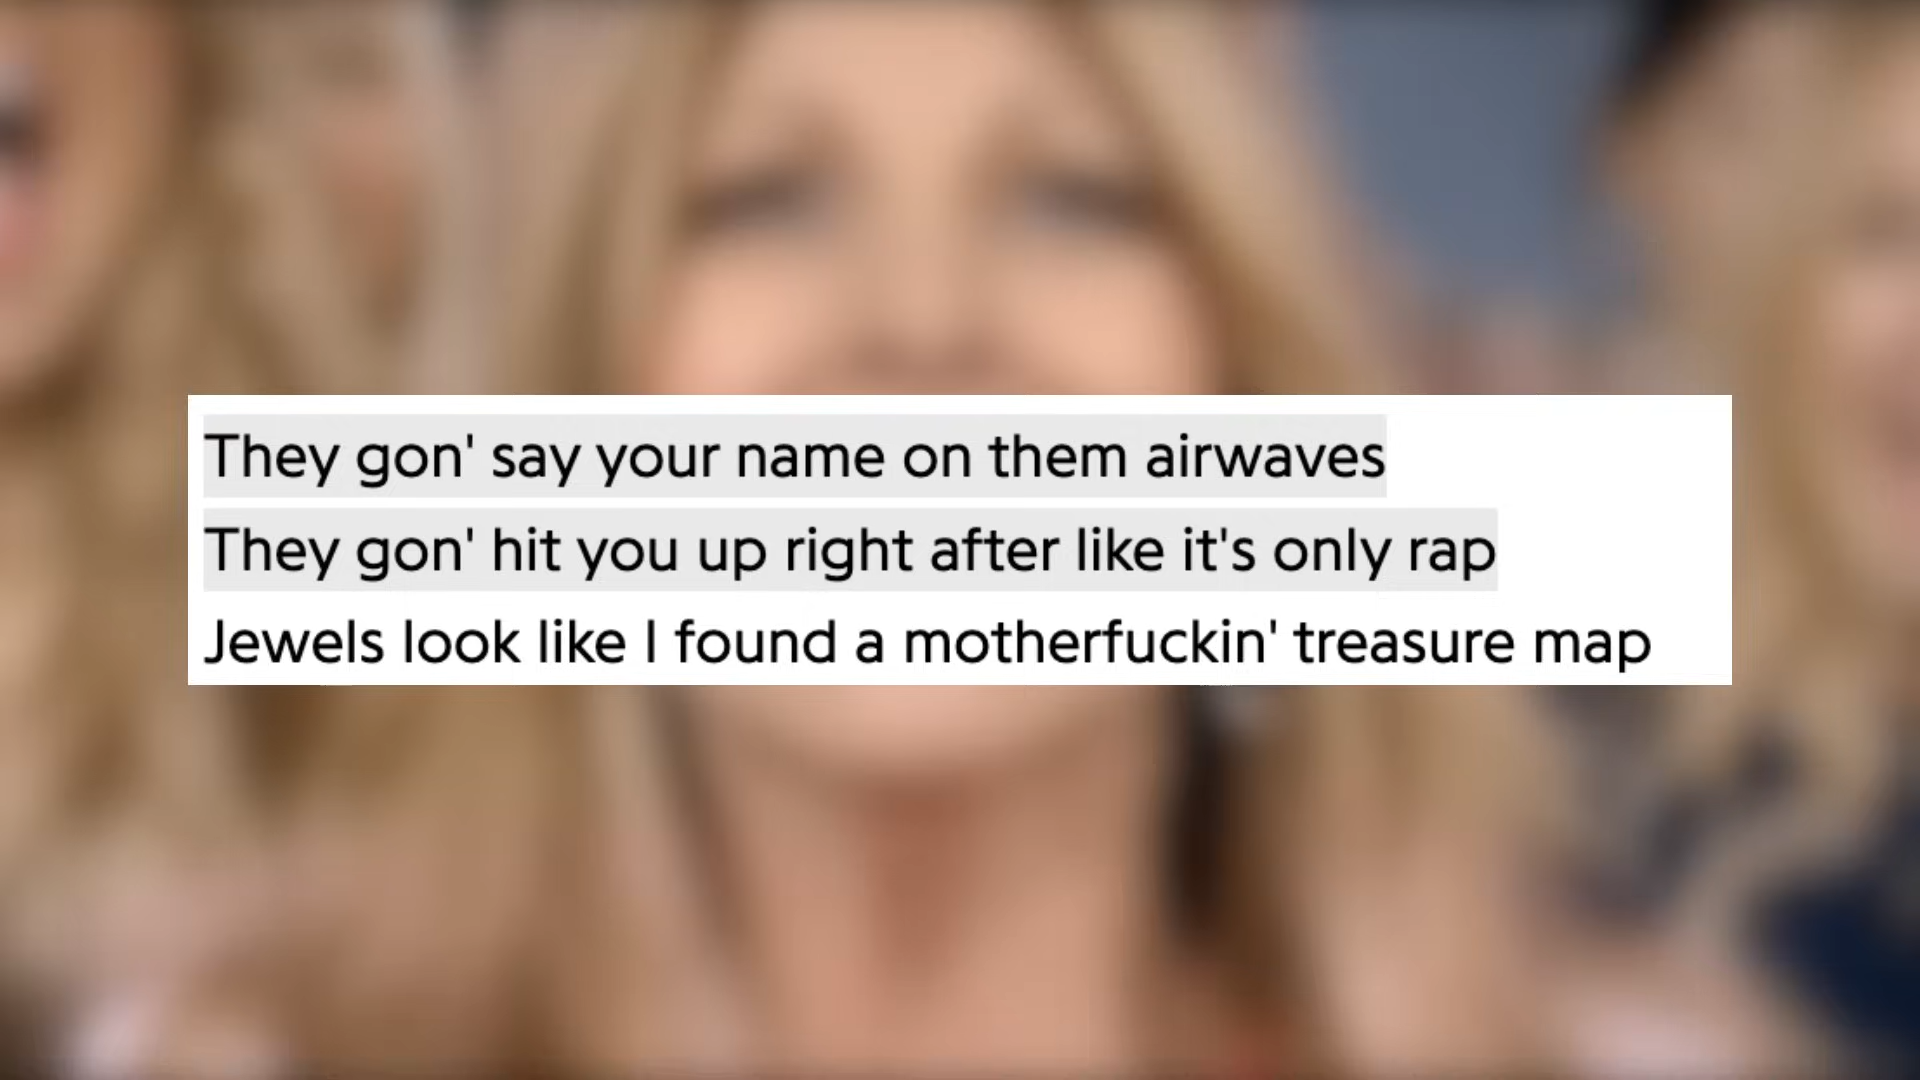 They gon' say your name on them airwaves
They gon' hit you up right after like it's only rap
Jewels look like I found a motherfuckin' treasure map